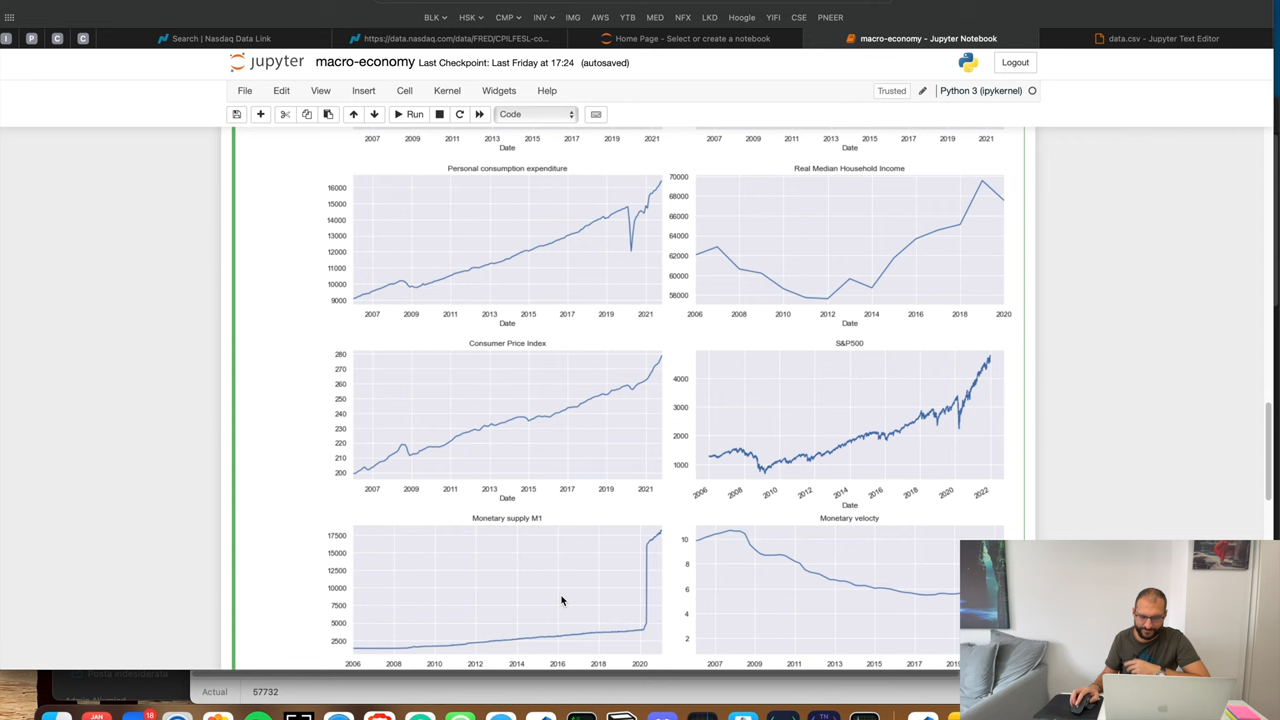 BLK HSK CMP INV IMG AWS YTB MED NFX LKD Hoogle YIFI CSE PNEER
I P C C Search | Nasdaq Data Link https://data.nasdaq.com/data/FRED/CPILFESL-co... Home Page - Select or create a notebook macro-economy - Jupyter Notebook data.csv - Jupyter Text Editor
jupyter macro-economy Last Checkpoint: Last Friday at 17:24 (autosaved) Logout
File Edit View Insert Cell Kernel Widgets Help Trusted Python 3 (ipykernel)
Run Code
2007 2009 2011 2013 2015 2017 2019 2021
Date
2007 2009 2011 2013 2015 2017 2019 2021
Date
Personal consumption expenditure
16000
15000
14000
13000
12000
11000
10000
9000
2007 2009 2011 2013 2015 2017 2019 2021
Date
Real Median Household Income
70000
68000
66000
64000
62000
60000
58000
2006 2008 2010 2012 2014 2016 2018 2020
Date
Consumer Price Index
280
270
260
250
240
230
220
210
200
2007 2009 2011 2013 2015 2017 2019 2021
Date
S&P500
4000
3000
2000
1000
2006 2008 2010 2012 2014 2016 2018 2020 2022
Date
Monetary supply M1
17500
15000
12500
10000
7500
5000
2500
2006 2008 2010 2012 2014 2016 2018 2020
Monetary velocty
10
8
6
4
2
2007 2009 2011 2013 2015 2017
Posta indesiderata
Actual 57732
JAN 18